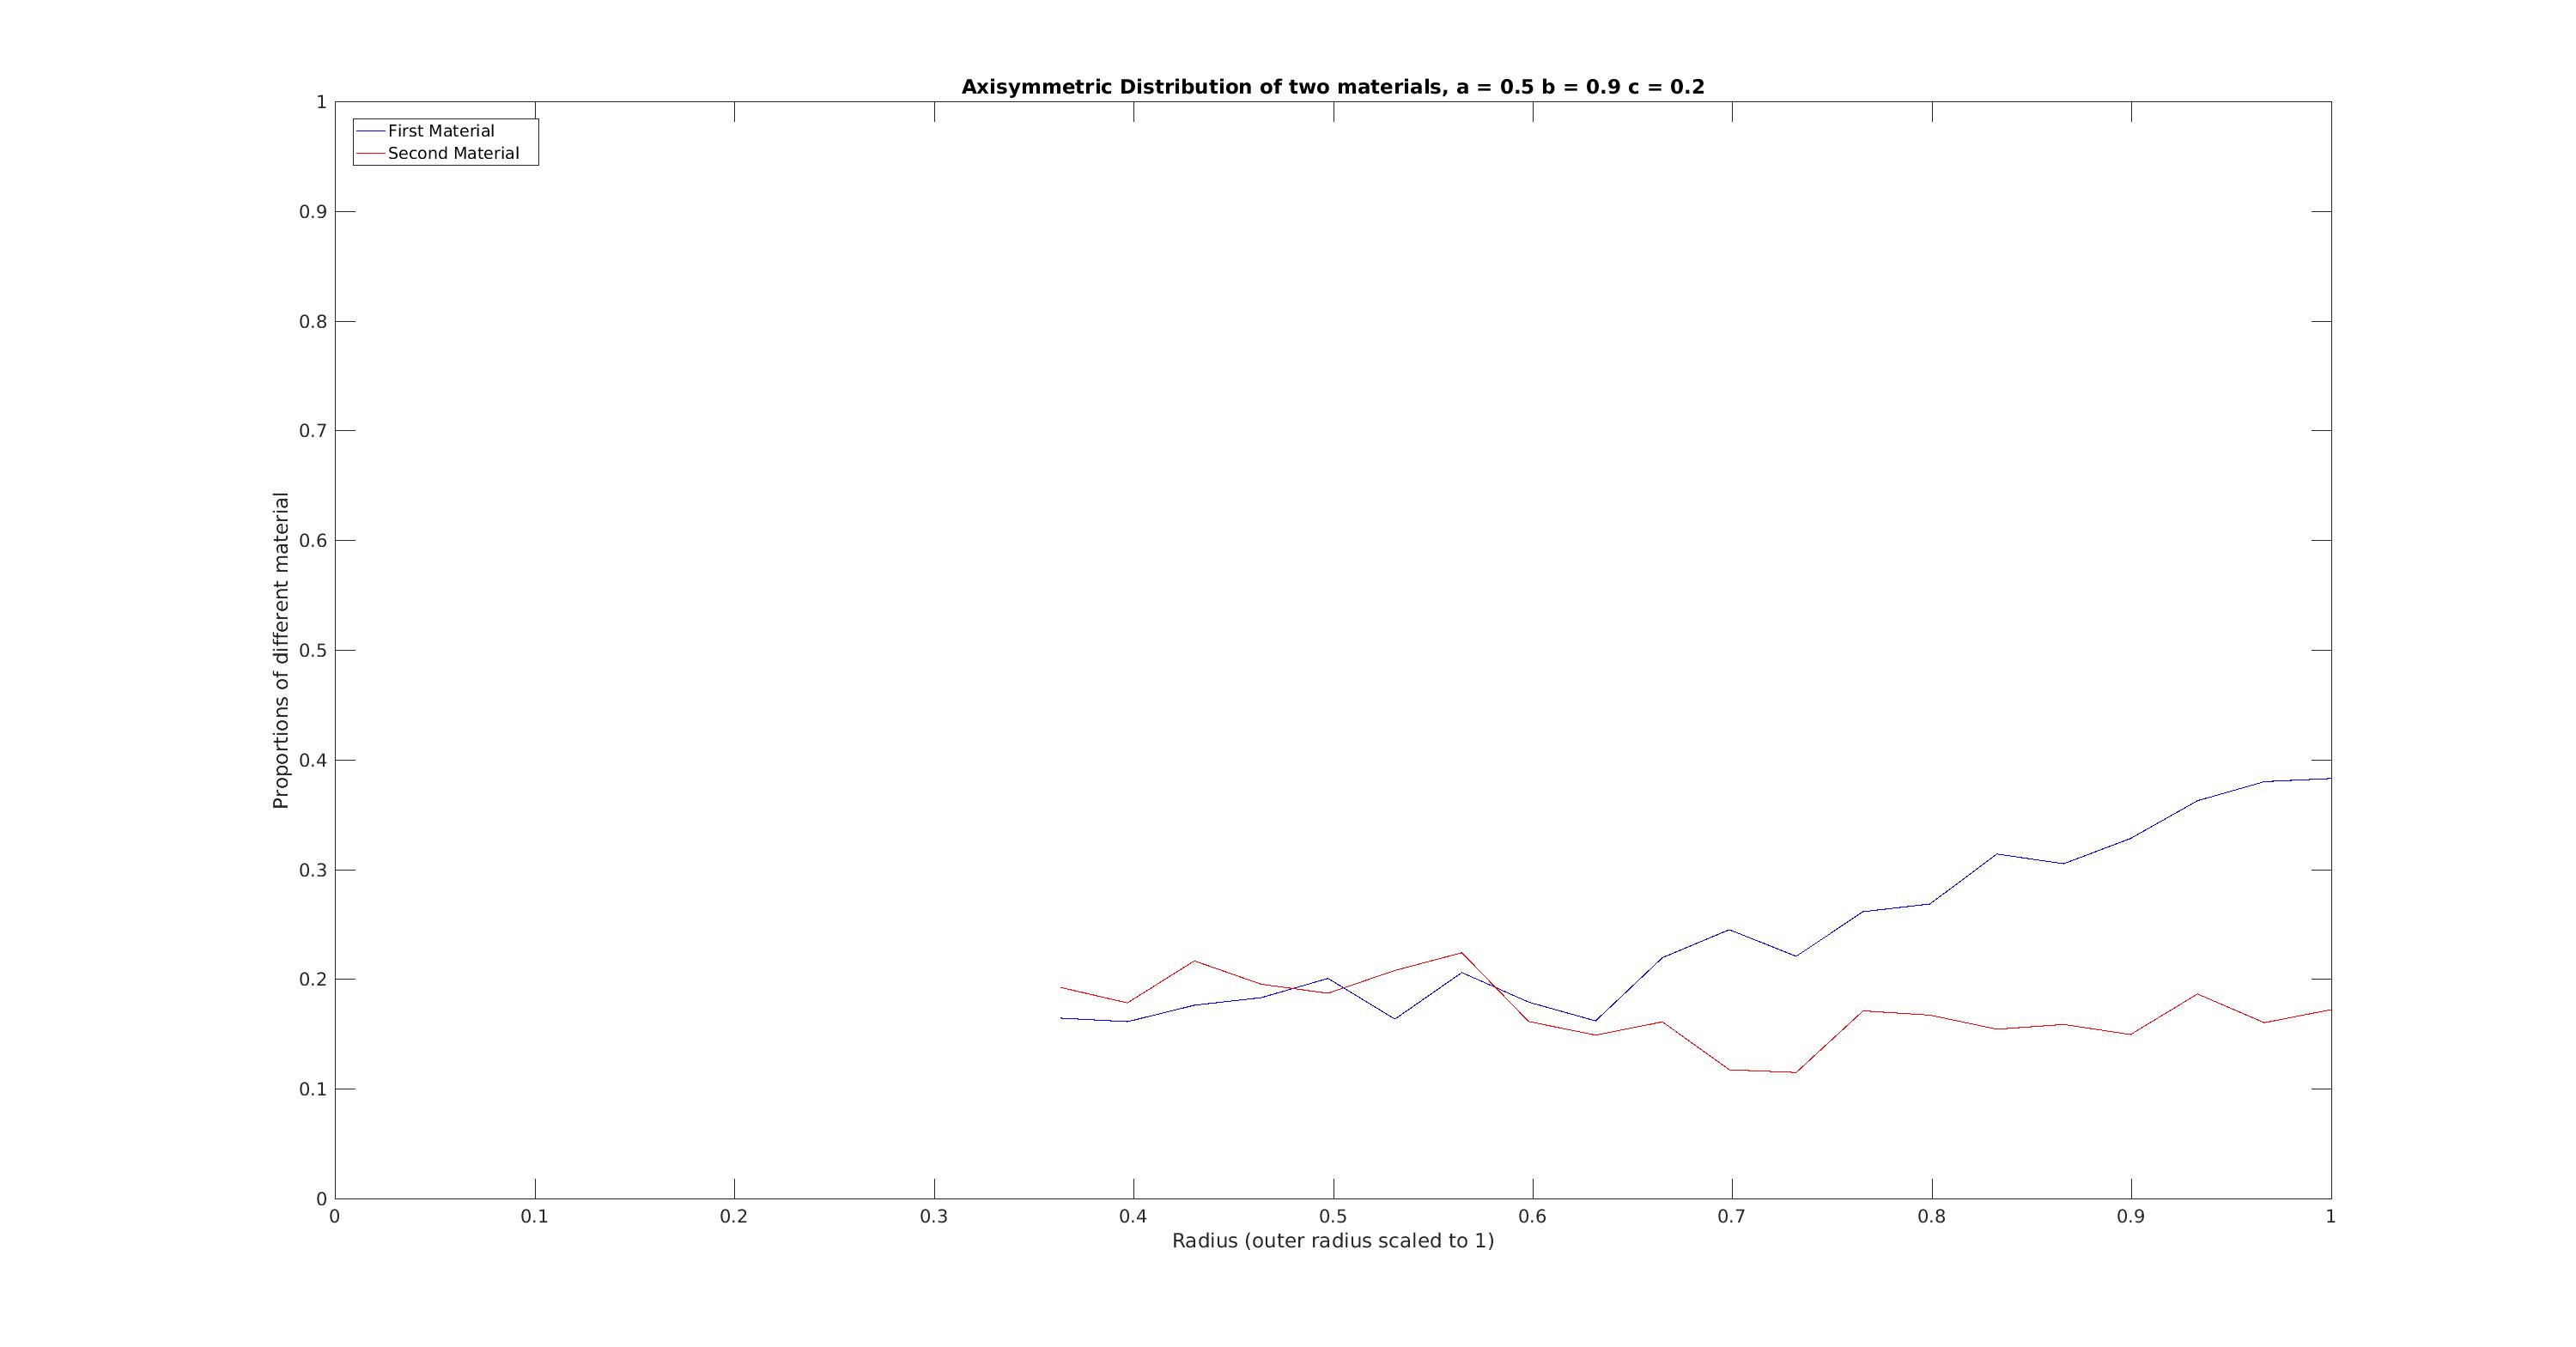 Axisymmetric Distribution of two materials, a = 0.5 b = 0.9 c = 0.2
First Material
Second Material
Proportions of different material
1
0.9
0.8
0.7
0.6
0.5
0.4
0.3
0.2
0.1
0
0 0.1 0.2 0.3 0.4 0.5 0.6 0.7 0.8 0.9 1
Radius (outer radius scaled to 1)